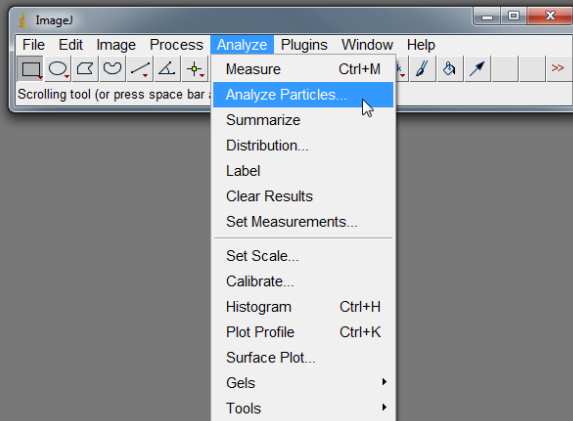 ImageJ
File Edit Image Process Analyze Plugins Window Help
>>
Scrolling tool (or press space bar
Measure Ctrl+M
Analyze Particles...
Summarize
Distribution...
Label
Clear Results
Set Measurements...
Set Scale...
Calibrate...
Histogram Ctrl+H
Plot Profile Ctrl+K
Surface Plot...
Gels
Tools